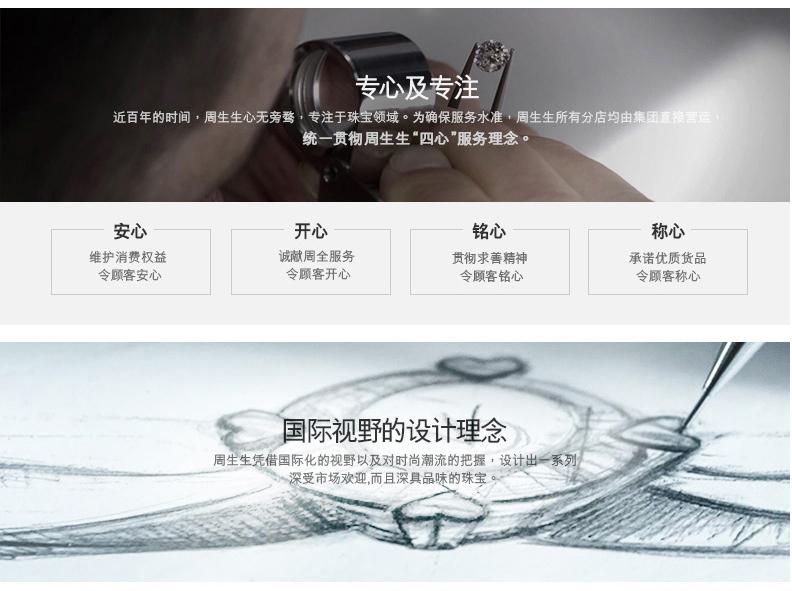 专心及专注
近百年的时间，周生生心无旁骛，专注于珠宝领域。为确保服务水准，周生生所有分店均由集团直接营运，
统一贯彻周生生“四心”服务理念。
安心
维护消费权益
令顾客安心
开心
诚献周全服务
令顾客开心
铭心
贯彻求善精神
令顾客铭心
称心
承诺优质货品
令顾客称心
国际视野的设计理念
周生生凭借国际化的视野以及对时尚潮流的把握，设计出一系列
深受市场欢迎,而且深具品味的珠宝。